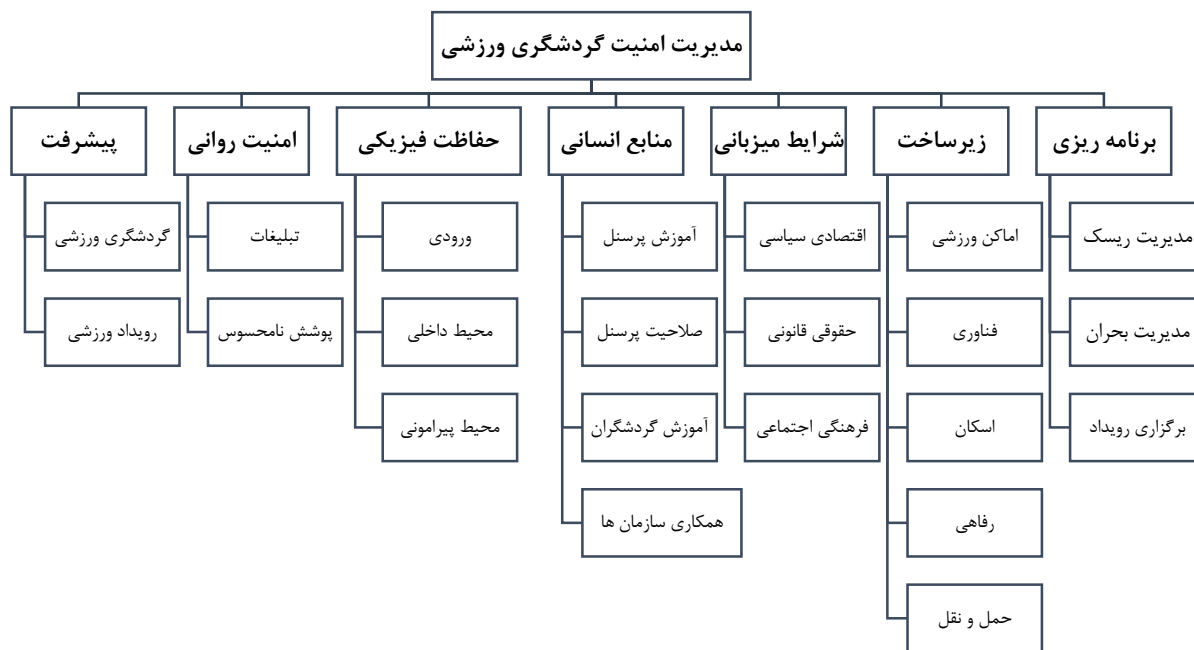 مدیریت امنیت گردشگری ورزشی
برنامه ریزی
مدیریت ریسک
مدیریت بحران
برگزاری رویداد
زیرساخت
اماکن ورزشی
فناوری
اسکان
رفاهی
حمل و نقل
شرایط میزبانی
اقتصادی سیاسی
حقوقی قانونی
فرهنگی اجتماعی
منابع انسانی
آموزش پرسنل
صلاحیت پرسنل
آموزش گردشگران
همکاری سازمان ها
حفاظت فیزیکی
ورودی
محیط داخلی
محیط پیرامونی
امنیت روانی
تبلیغات
پوشش نامحسوس
پیشرفت
گردشگری ورزشی
رویداد ورزشی